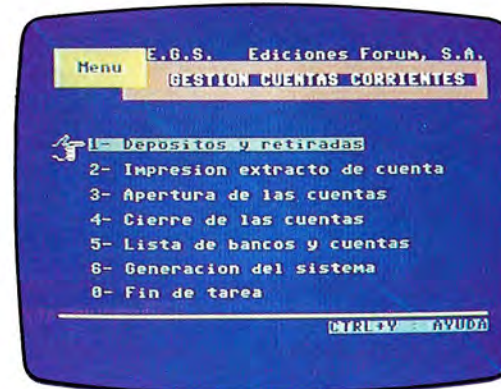 E.G.S. Ediciones Forum, S.A.
Menu
GESTION CUENTAS CORRIENTES
1- Depositos y retiradas
2- Impresion extracto de cuenta
3- Apertura de las cuentas
4- Cierre de las cuentas
5- Lista de bancos y cuentas
6- Generacion del sistema
0- Fin de tarea
CTRL+Y : AYUDA